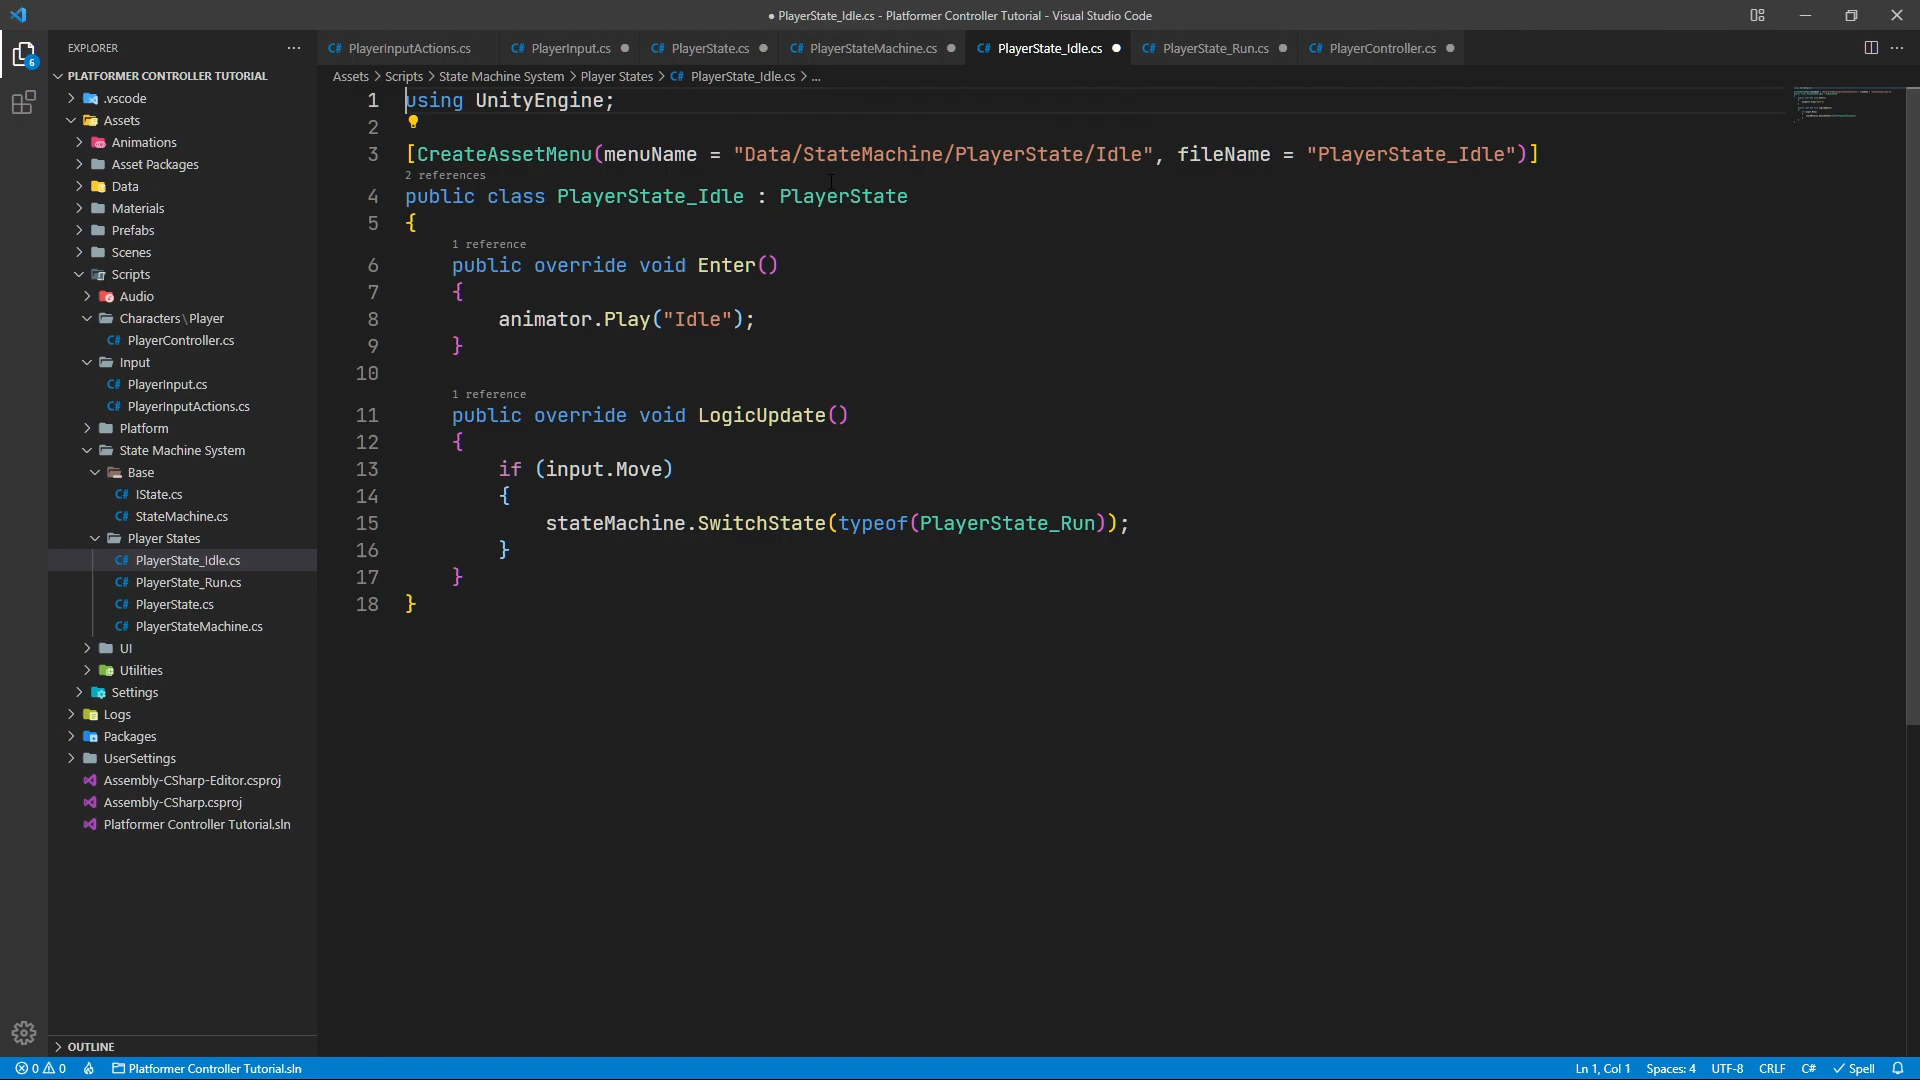 ● PlayerState_Idle.cs - Platformer Controller Tutorial - Visual Studio Code
EXPLORER
PlayerInputActions.cs
PlayerInput.cs
PlayerState.cs
PlayerStateMachine.cs
PlayerState_Idle.cs
PlayerState_Run.cs
PlayerController.cs
Assets > Scripts > State Machine System > Player States > C# PlayerState_Idle.cs > ...
6
PLATFORMER CONTROLLER TUTORIAL
.vscode
Assets
Animations
Asset Packages
Data
Materials
Prefabs
Scenes
Scripts
Audio
Characters\Player
C# PlayerController.cs
Input
C# PlayerInput.cs
C# PlayerInputActions.cs
Platform
State Machine System
Base
C# IState.cs
C# StateMachine.cs
Player States
C# PlayerState_Idle.cs
C# PlayerState_Run.cs
C# PlayerState.cs
C# PlayerStateMachine.cs
UI
Utilities
Settings
Logs
Packages
UserSettings
Assembly-CSharp-Editor.csproj
Assembly-CSharp.csproj
Platformer Controller Tutorial.sln
OUTLINE
1 using UnityEngine;
2
3 [CreateAssetMenu(menuName = "Data/StateMachine/PlayerState/Idle", fileName = "PlayerState_Idle")]
2 references
4 public class PlayerState_Idle : PlayerState
5 {
1 reference
6 public override void Enter()
7 {
8 animator.Play("Idle");
9 }
10
1 reference
11 public override void LogicUpdate()
12 {
13 if (input.Move)
14 {
15 stateMachine.SwitchState(typeof(PlayerState_Run));
16 }
17 }
18 }
0 0 Platformer Controller Tutorial.sln
Ln 1, Col 1 Spaces: 4 UTF-8 CRLF C# Spell